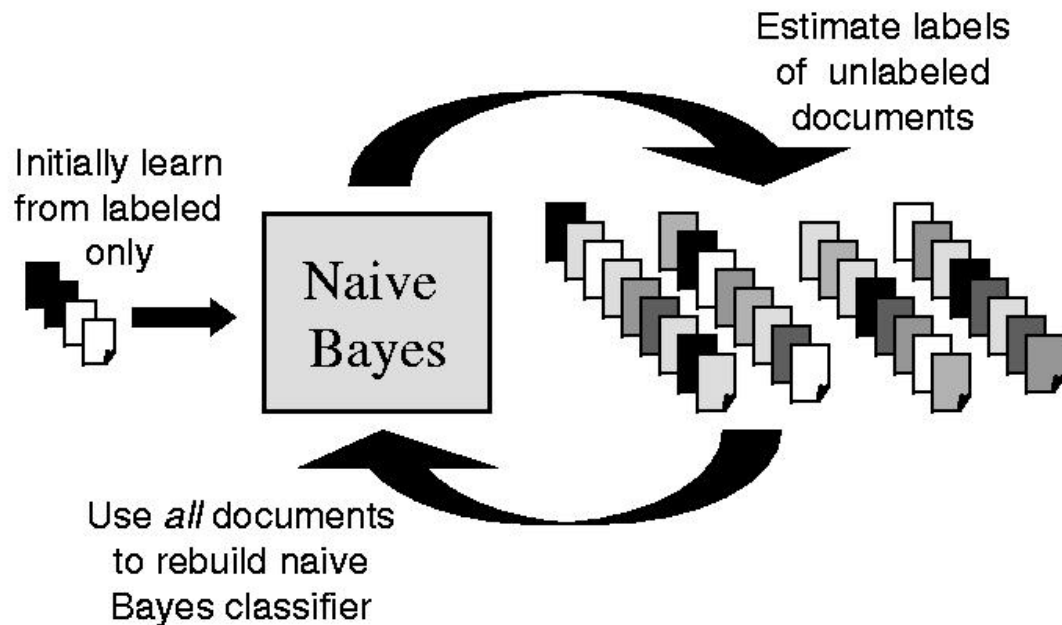 Estimate labels
of unlabeled
documents
Initially learn
from labeled
only
Naive
Bayes
Use all documents
to rebuild naive
Bayes classifier